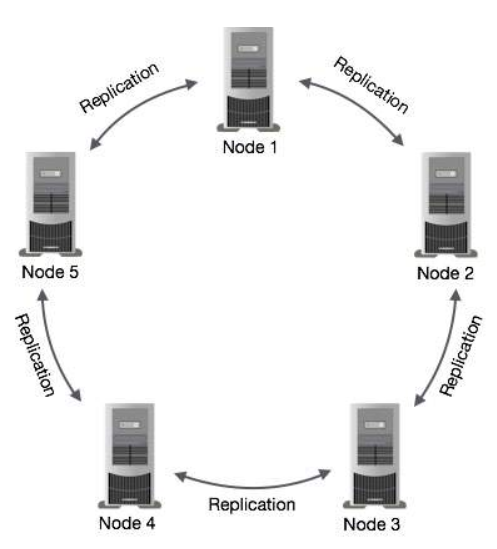 Replication
Replication
Node 1
Node 5
Node 2
Replication
Replication
Replication
Node 4
Node 3